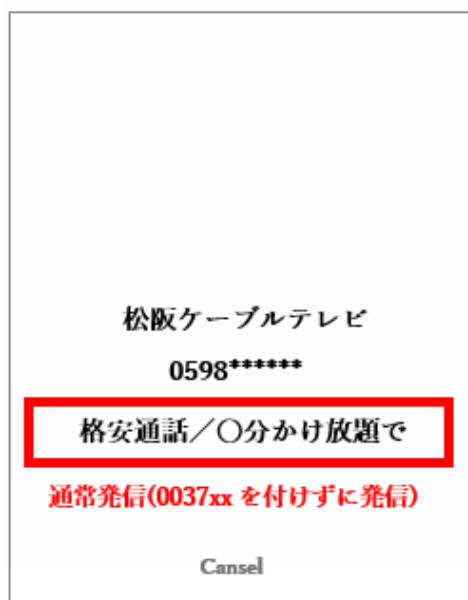 松阪ケーブルテレビ
0598******
格安通話／〇分かけ放題で
通常発信(0037xx を付けずに発信)
Cansel